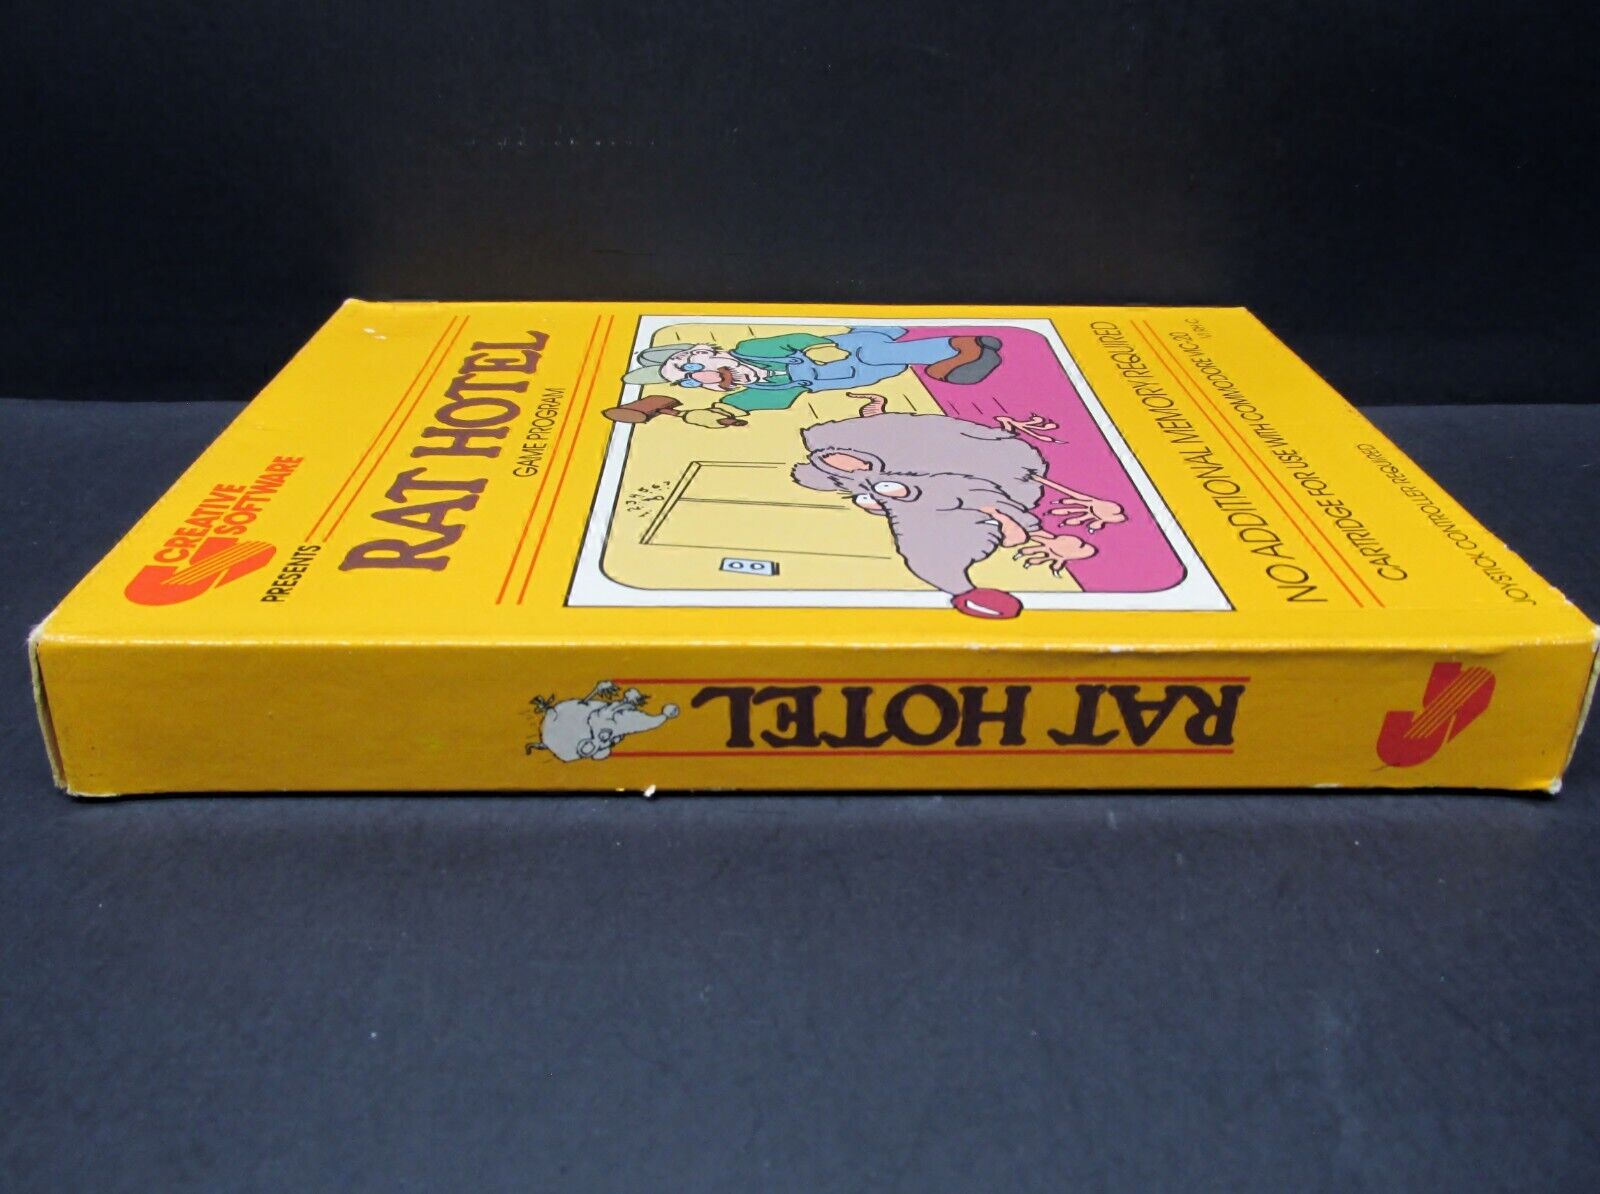 CREATIVE
SOFTWARE
PRESENTS
RAT HOTEL
GAME PROGRAM
NO ADDITIONAL MEMORY REQUIRED
CARTRIDGE FOR USE WITH COMMODORE VIC-20
JOYSTICK CONTROLLER REQUIRED
RAT HOTEL